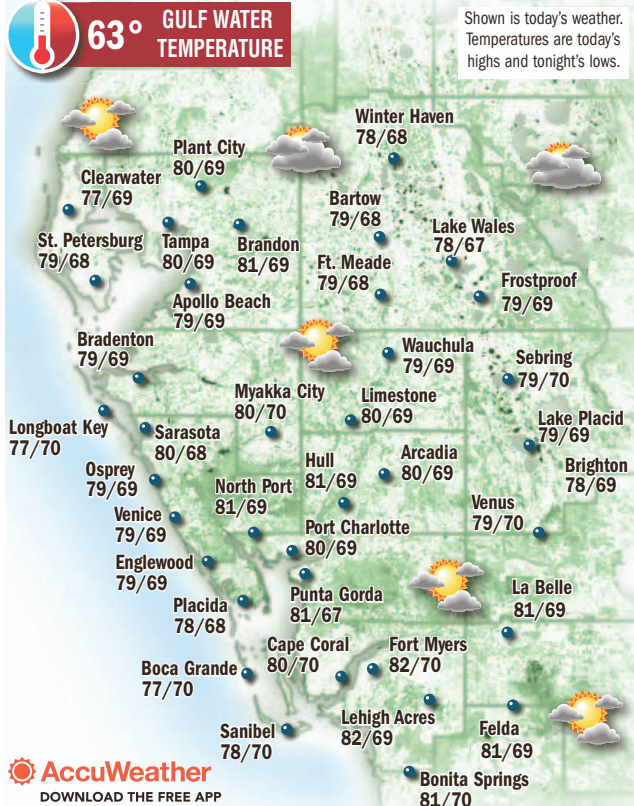 63° GULF WATER
TEMPERATURE
Shown is today's weather.
Temperatures are today's
highs and tonight's lows.
Winter Haven
78/68
Plant City
80/69
Clearwater
77/69
Bartow
79/68
Lake Wales
78/67
St. Petersburg
79/68
Tampa
80/69
Brandon
81/69
Ft. Meade
79/68
Frostproof
79/69
Apollo Beach
79/69
Bradenton
79/69
Wauchula
79/69
Sebring
79/70
Myakka City
80/70
Limestone
80/69
Longboat Key
77/70
Sarasota
80/68
Lake Placid
79/69
Osprey
79/69
Hull
81/69
Arcadia
80/69
Brighton
78/69
North Port
81/69
Venice
79/69
Venus
79/70
Port Charlotte
80/69
Englewood
79/69
Punta Gorda
81/67
La Belle
81/69
Placida
78/68
Cape Coral
80/70
Fort Myers
82/70
Boca Grande
77/70
Lehigh Acres
82/69
Sanibel
78/70
Felda
81/69
AccuWeather
DOWNLOAD THE FREE APP
Bonita Springs
81/70